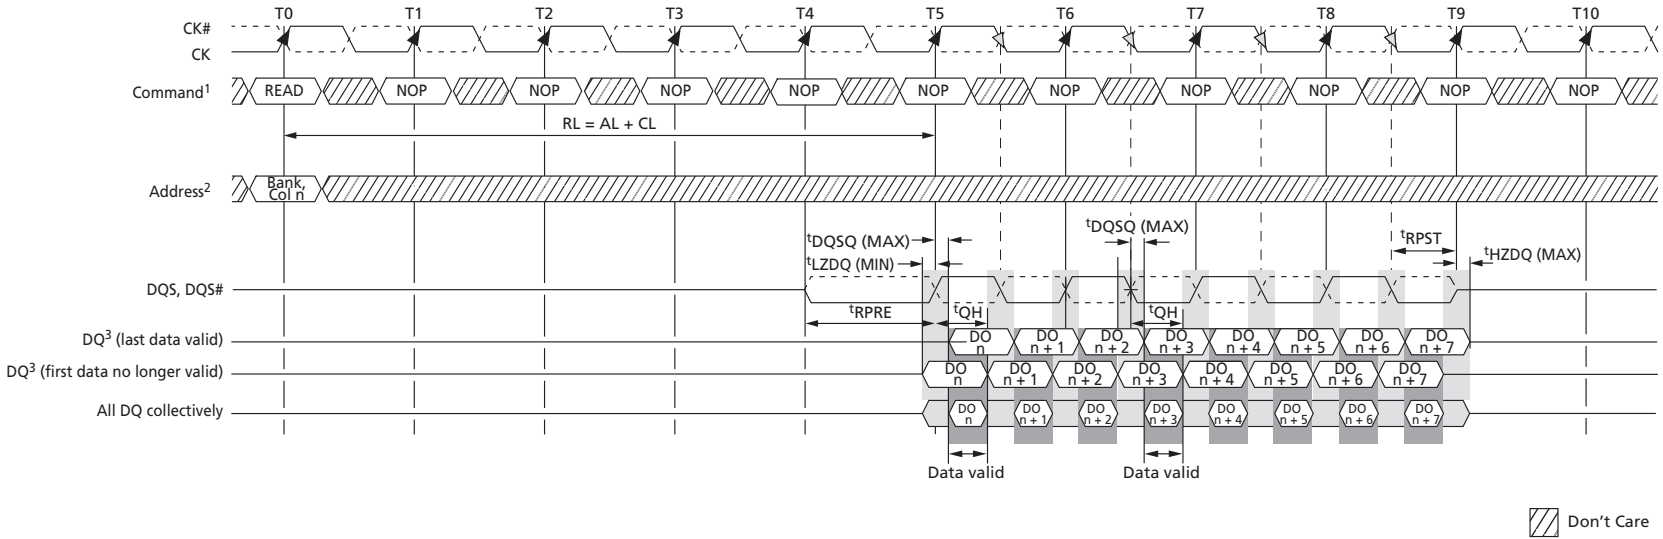 T0 T1 T2 T3 T4 T5 T6 T7 T8 T9 T10
CK#
CK
Command1 READ NOP NOP NOP NOP NOP NOP NOP NOP NOP NOP
RL = AL + CL
Address2 Bank,
Col n
tDQSQ (MAX) tDQSQ (MAX) tRPST
tLZDQ (MIN) tHZDQ (MAX)
DQS, DQS#
tRPRE tQH tQH
DQ3 (last data valid) DO n DO n + 1 DO n + 2 DO n + 3 DO n + 4 DO n + 5 DO n + 6 DO n + 7
DQ3 (first data no longer valid) DO n DO n + 1 DO n + 2 DO n + 3 DO n + 4 DO n + 5 DO n + 6 DO n + 7
All DQ collectively DO n DO n + 1 DO n + 2 DO n + 3 DO n + 4 DO n + 5 DO n + 6 DO n + 7
Data valid Data valid
Don't Care